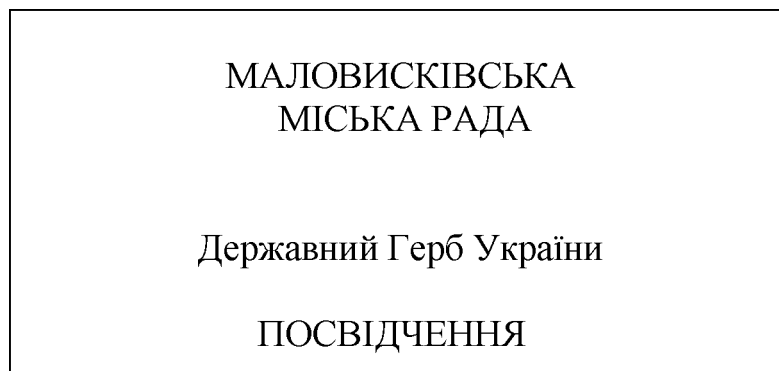 МАЛОВИСКІВСЬКА
МІСЬКА РАДА
Державний Герб України
ПОСВІДЧЕННЯ